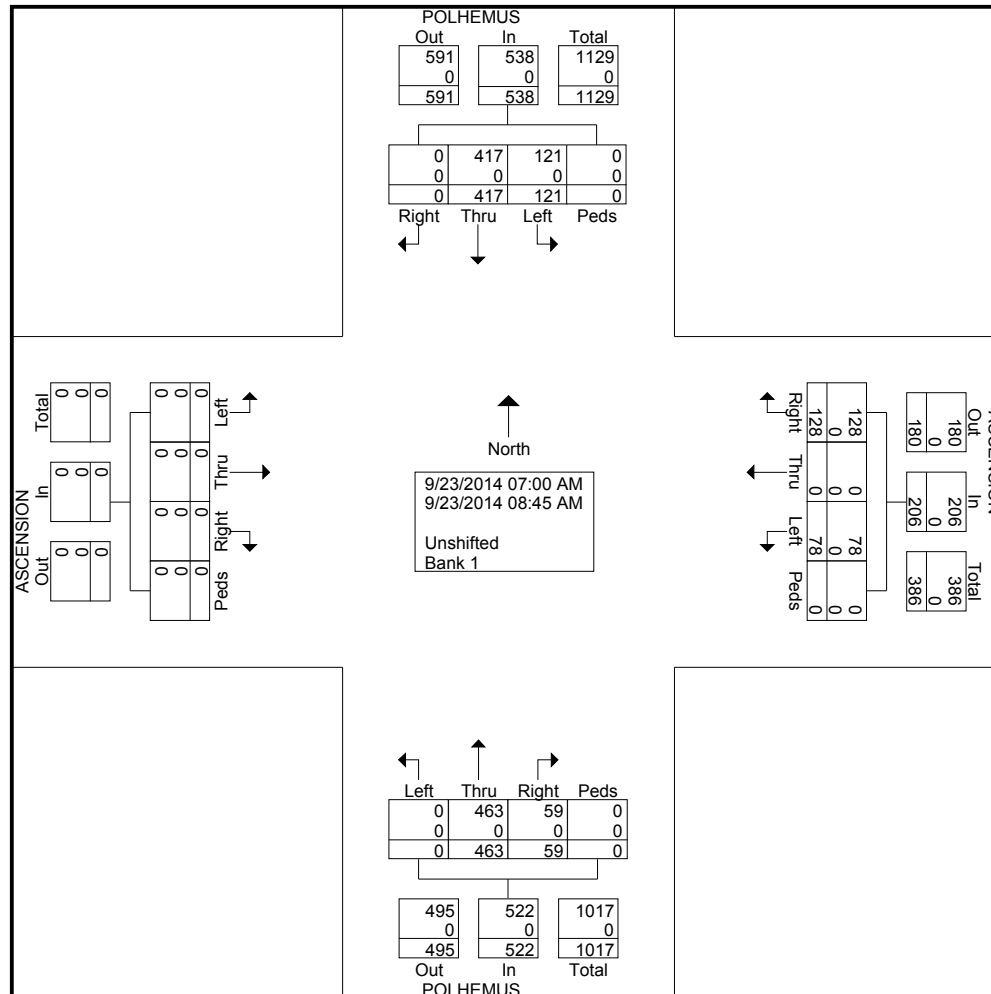 POLHEMUS
Out In Total
591 538 1129
0 0 0
591 538 1129
0 417 121 0
0 0 0 0
0 417 121 0
Right Thru Left Peds
ASCENSION
Total In Out
0 0 0
0 0 0
0 0 0
0 0 0 0
0 0 0 0
0 0 0 0
Left Thru Right Peds
North
9/23/2014 07:00 AM
9/23/2014 08:45 AM
Unshifted
Bank 1
ASCENSION
Out In Total
180 206 386
0 0 0
180 206 386
128 0 78 0
0 0 0 0
128 0 78 0
Right Thru Left Peds
Left Thru Right Peds
0 463 59 0
0 0 0 0
0 463 59 0
495 522 1017
0 0 0
495 522 1017
Out In Total
POLHEMUS